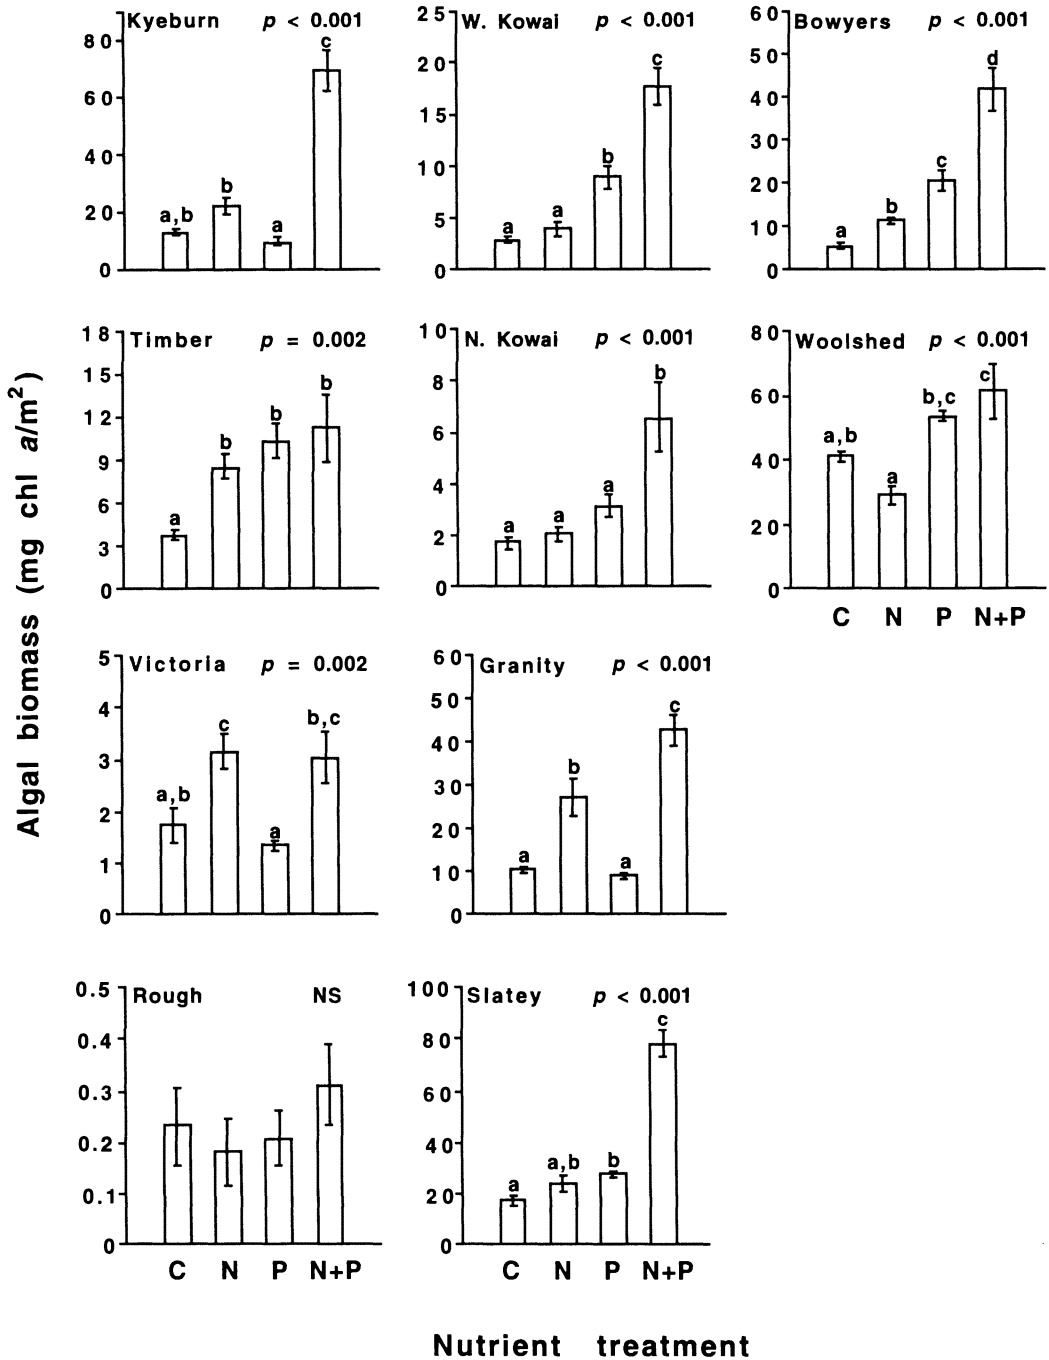 Algal biomass (mg chl a/m²)
Kyeburn p < 0.001
80
60
40
20
0
a,b
b
a
c
W. Kowai p < 0.001
25
20
15
10
5
0
a
a
b
c
Bowyers p < 0.001
60
50
40
30
20
10
0
a
b
c
d
Timber p = 0.002
18
15
12
9
6
3
0
a
b
b
b
N. Kowai p < 0.001
10
8
6
4
2
0
a
a
a
b
Woolshed p < 0.001
80
60
40
20
0
a,b
a
b,c
c
C N P N+P
Victoria p = 0.002
5
4
3
2
1
0
a,b
c
a
b,c
Granity p < 0.001
60
50
40
30
20
10
0
a
b
a
c
Rough NS
0.5
0.4
0.3
0.2
0.1
0
C N P N+P
Slatey p < 0.001
100
80
60
40
20
0
a
a,b
b
c
C N P N+P
Nutrient treatment